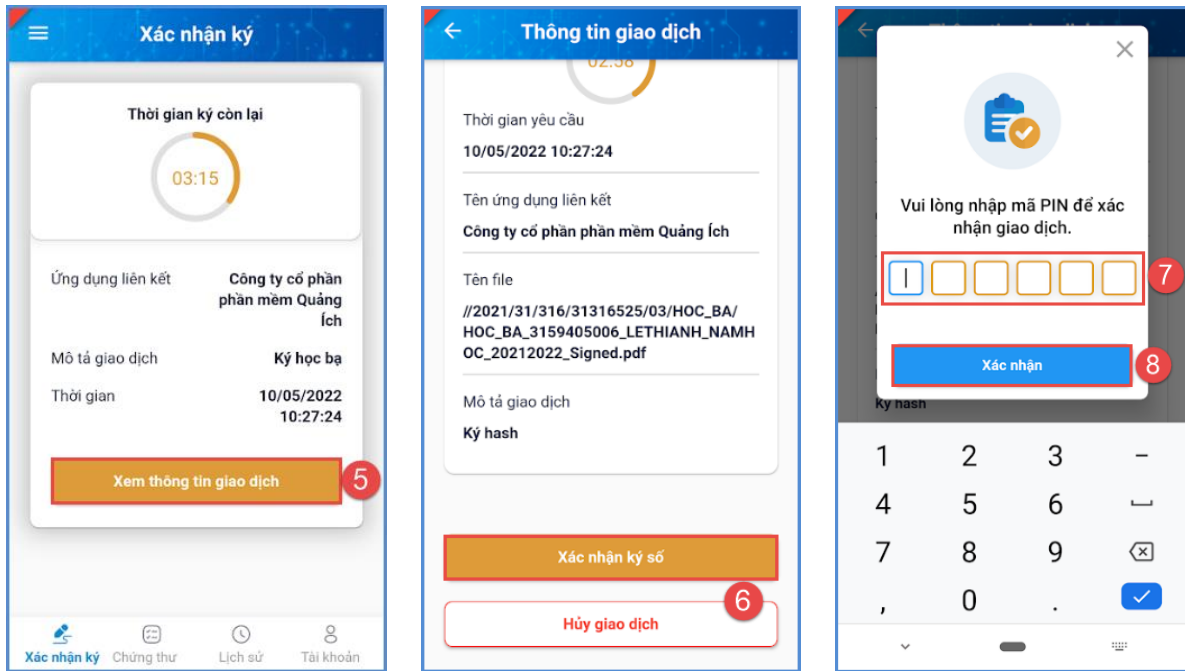 Xác nhận ký
Thời gian ký còn lại
03:15
Ứng dụng liên kết
Công ty cổ phần
phần mềm Quảng
Ích
Mô tả giao dịch
Ký học bạ
Thời gian
10/05/2022
10:27:24
Xem thông tin giao dịch
5
Xác nhận ký
Chứng thư
Lịch sử
Tài khoản
Thông tin giao dịch
02:58
Thời gian yêu cầu
10/05/2022 10:27:24
Tên ứng dụng liên kết
Công ty cổ phần phần mềm Quảng Ích
Tên file
//2021/31/316/31316525/03/HOC_BA/
HOC_BA_3159405006_LETHIANH_NAMH
OC_20212022_Signed.pdf
Mô tả giao dịch
Ký hash
Xác nhận ký số
6
Hủy giao dịch
Vui lòng nhập mã PIN để xác
nhận giao dịch.
7
Xác nhận
8
Ký hash
1 2 3 –
4 5 6
7 8 9
, 0 .